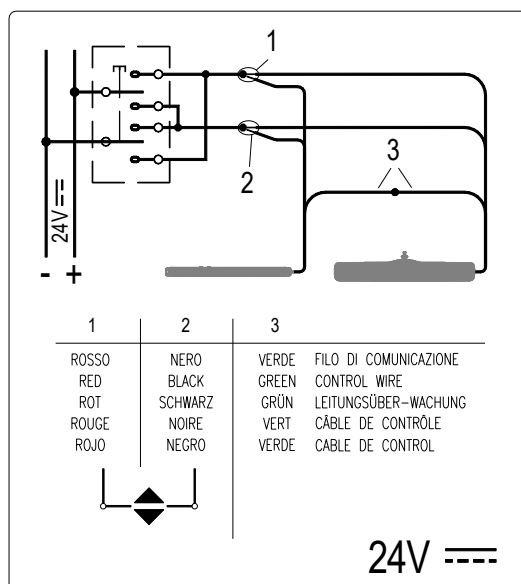 1
2
3
24V
- +
1 2 3
ROSSO NERO VERDE FILO DI COMUNICAZIONE
RED BLACK GREEN CONTROL WIRE
ROT SCHWARZ GRÜN LEITUNGSÜBER-WACHUNG
ROUGE NOIRE VERT CÂBLE DE CONTRÔLE
ROJO NEGRO VERDE CABLE DE CONTROL
24V